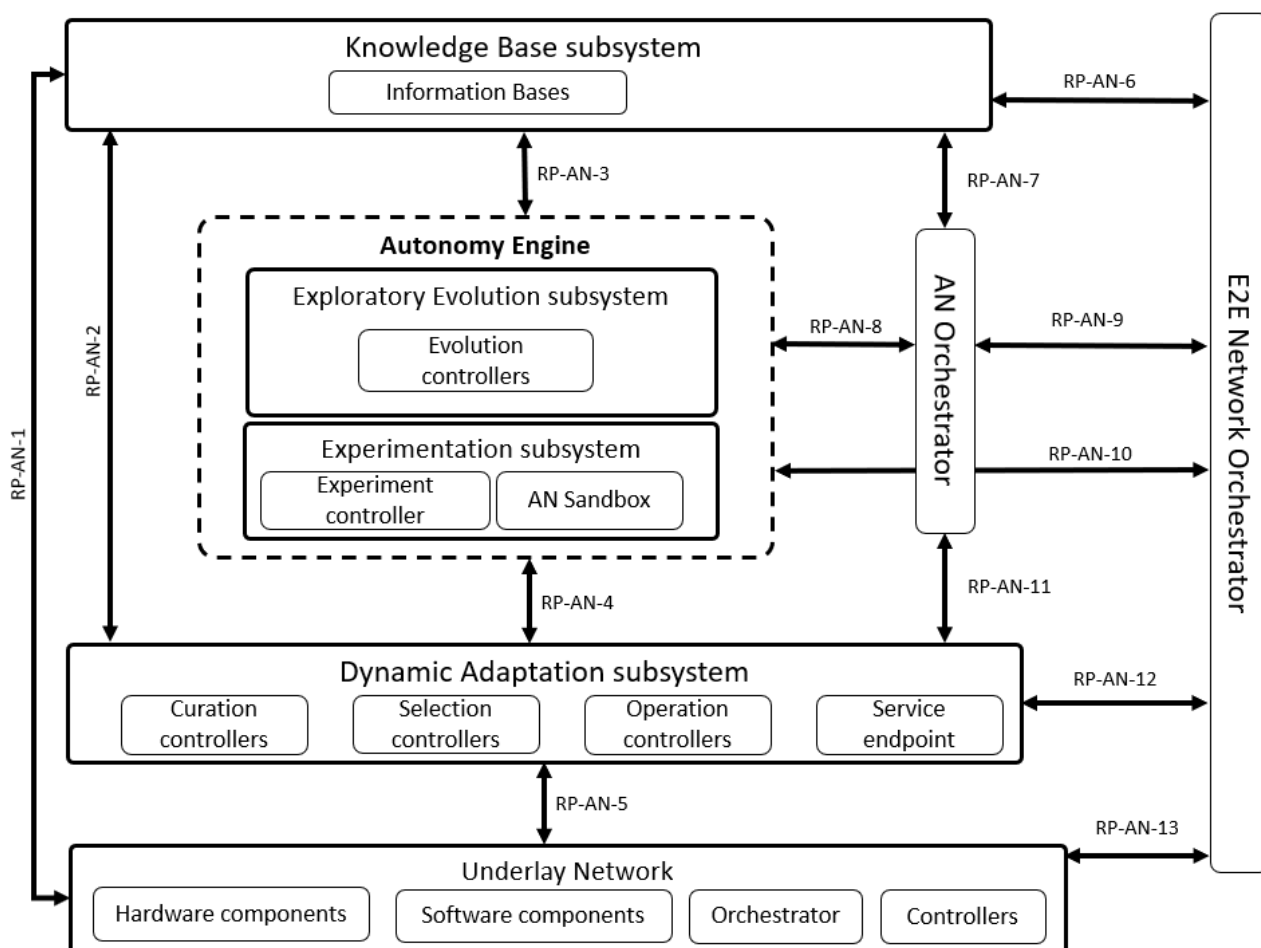 Knowledge Base subsystem
Information Bases
RP-AN-6
RP-AN-3
RP-AN-7
Autonomy Engine
Exploratory Evolution subsystem
Evolution
controllers
RP-AN-8
RP-AN-9
AN Orchestrator
E2E Network Orchestrator
RP-AN-2
RP-AN-1
Experimentation subsystem
Experiment
controller
AN Sandbox
RP-AN-10
RP-AN-4
RP-AN-11
Dynamic Adaptation subsystem
Curation
controllers
Selection
controllers
Operation
controllers
Service
endpoint
RP-AN-12
RP-AN-5
RP-AN-13
Underlay Network
Hardware components
Software components
Orchestrator
Controllers